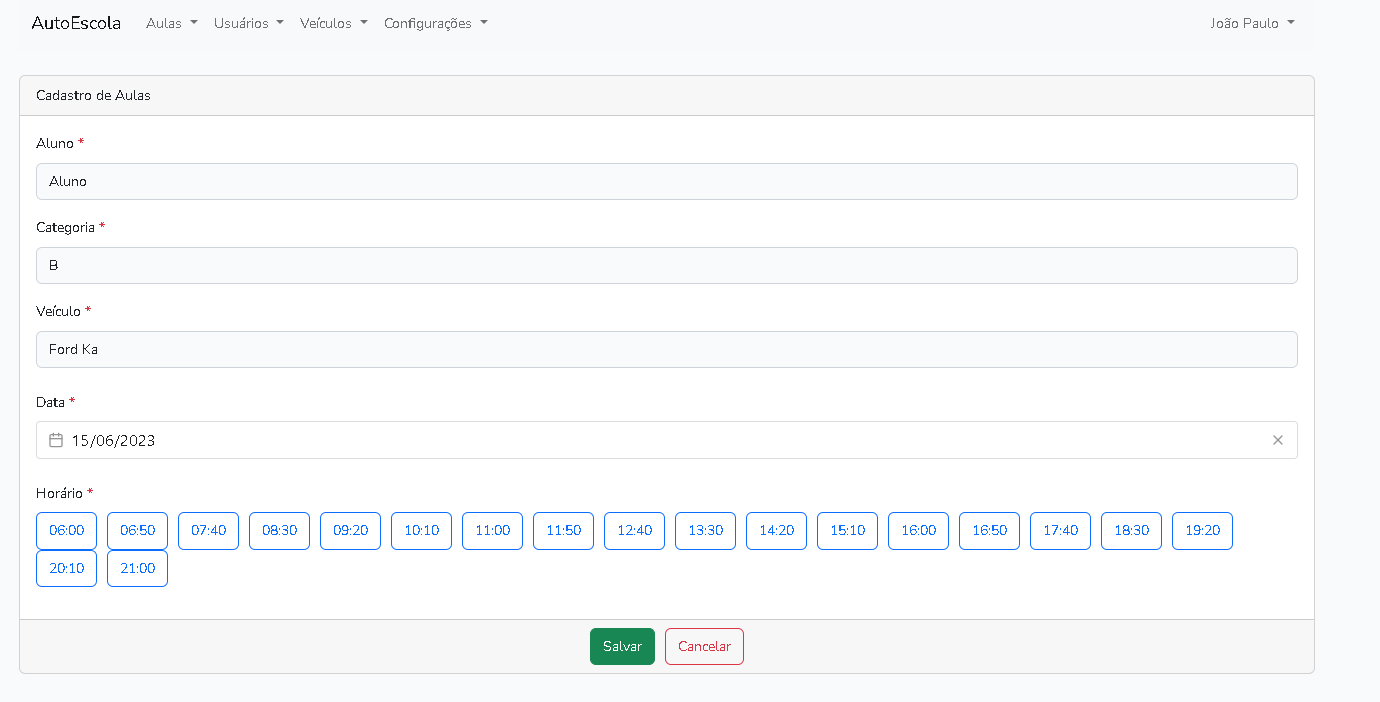 AutoEscola Aulas Usuários Veículos Configurações João Paulo
Cadastro de Aulas
Aluno *
Aluno
Categoria *
B
Veículo *
Ford Ka
Data *
15/06/2023
Horário *
06:00 06:50 07:40 08:30 09:20 10:10 11:00 11:50 12:40 13:30 14:20 15:10 16:00 16:50 17:40 18:30 19:20
20:10 21:00
Salvar Cancelar